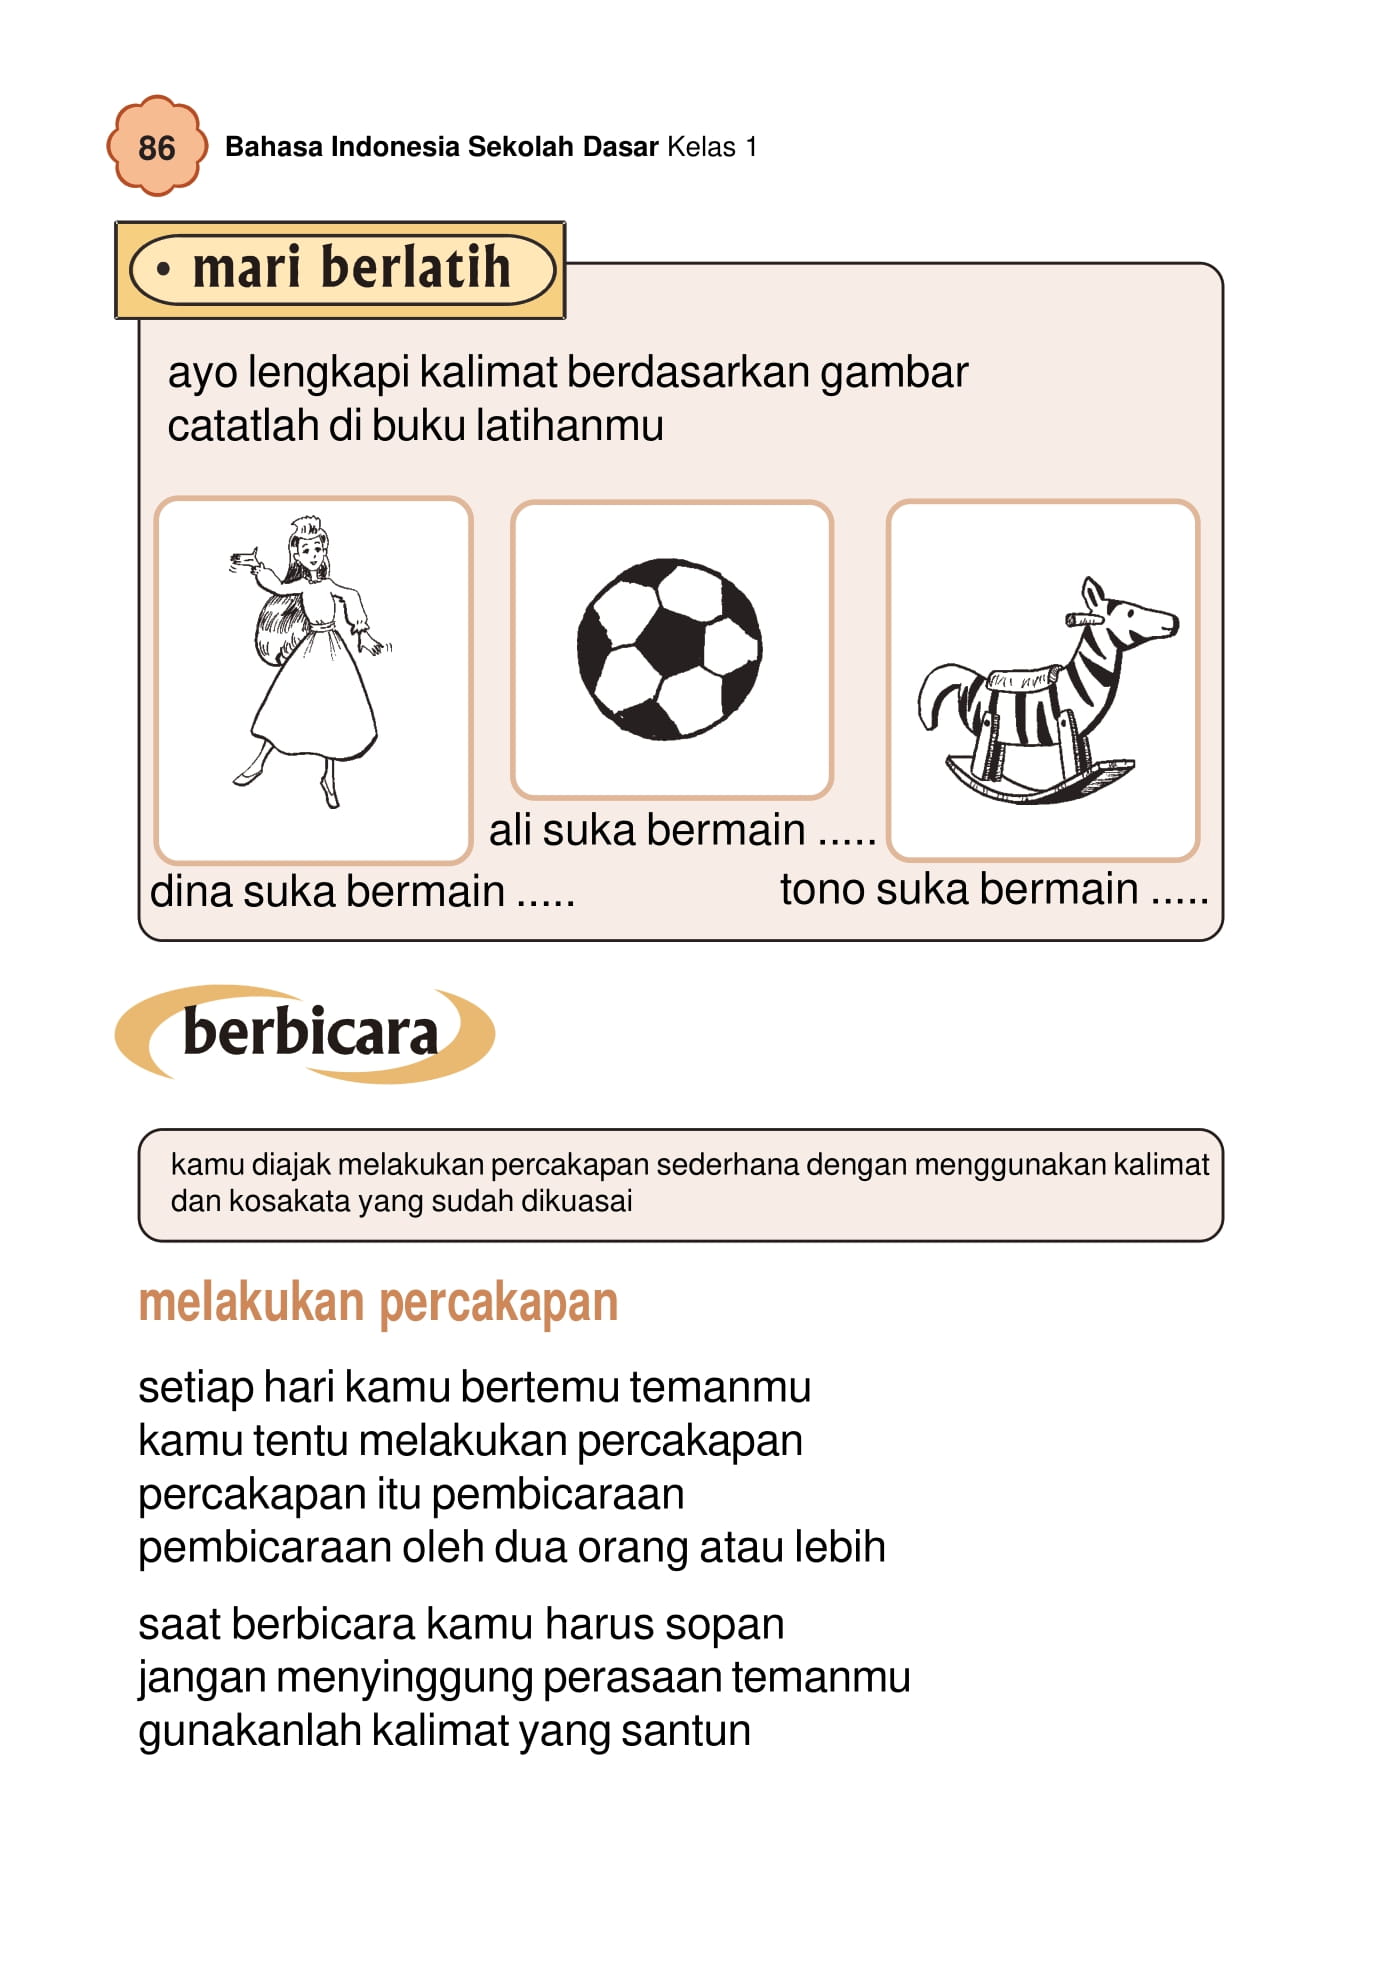 86
Bahasa Indonesia Sekolah Dasar Kelas 1
• mari berlatih
ayo lengkapi kalimat berdasarkan gambar
catatlah di buku latihanmu
ali suka bermain .....
dina suka bermain .....
tono suka bermain .....
berbicara
kamu diajak melakukan percakapan sederhana dengan menggunakan kalimat
dan kosakata yang sudah dikuasai
melakukan percakapan
setiap hari kamu bertemu temanmu
kamu tentu melakukan percakapan
percakapan itu pembicaraan
pembicaraan oleh dua orang atau lebih
saat berbicara kamu harus sopan
jangan menyinggung perasaan temanmu
gunakanlah kalimat yang santun